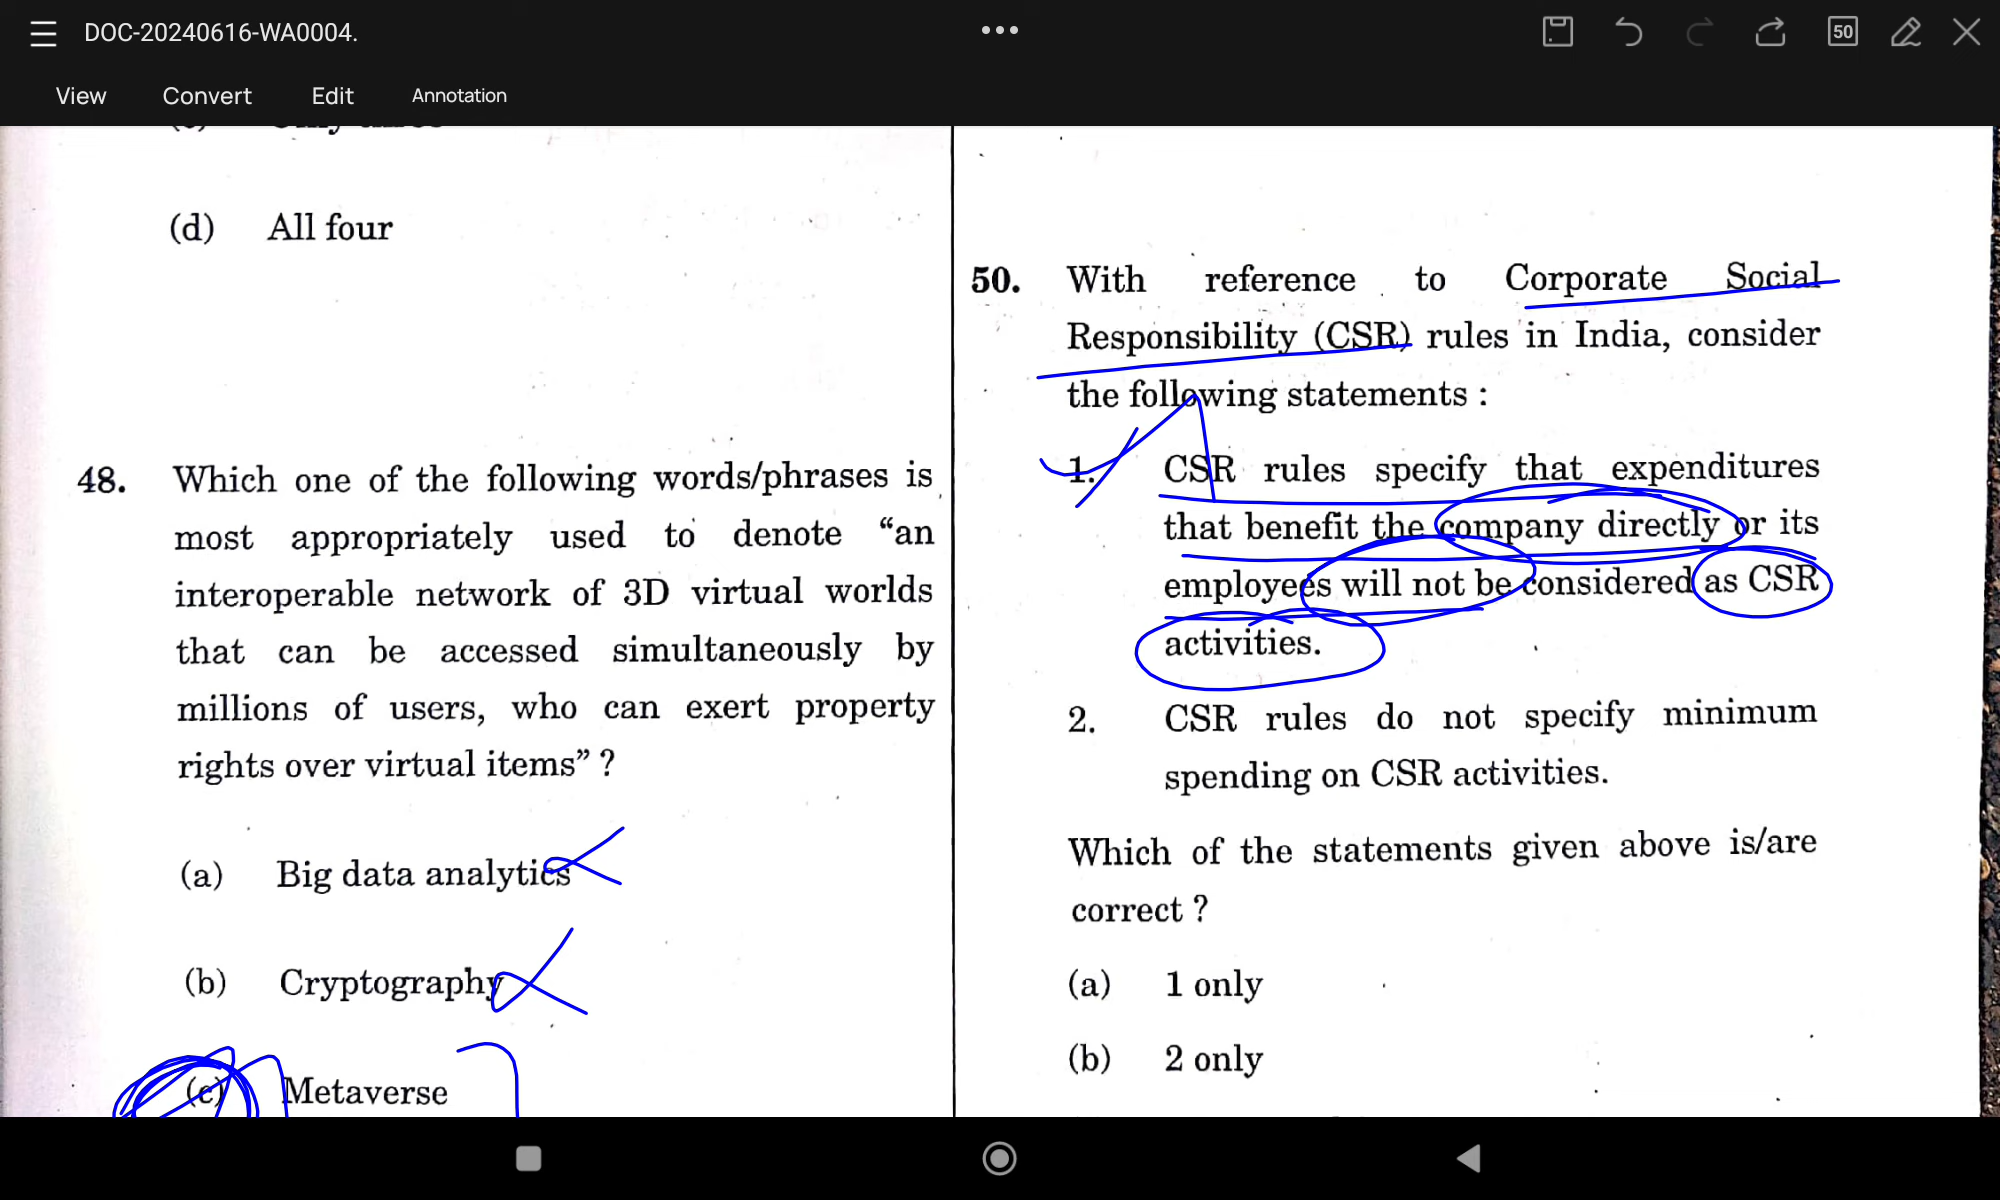 DOC-20240616-WA0004.
50
View Convert Edit Annotation
(d) All four
48. Which one of the following words/phrases is
most appropriately used to denote “an
interoperable network of 3D virtual worlds
that can be accessed simultaneously by
millions of users, who can exert property
rights over virtual items” ?
(a) Big data analytics
(b) Cryptography
(c) Metaverse
50. With reference to Corporate Social
Responsibility (CSR) rules in India, consider
the following statements :
1. CSR rules specify that expenditures
that benefit the company directly or its
employees will not be considered as CSR
activities.
2. CSR rules do not specify minimum
spending on CSR activities.
Which of the statements given above is/are
correct ?
(a) 1 only
(b) 2 only